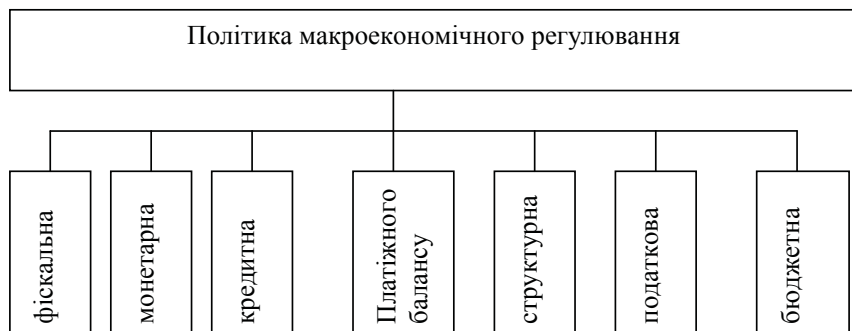 Політика макроекономічного регулювання
фіскальна
монетарна
кредитна
Платіжного
балансу
структурна
податкова
бюджетна